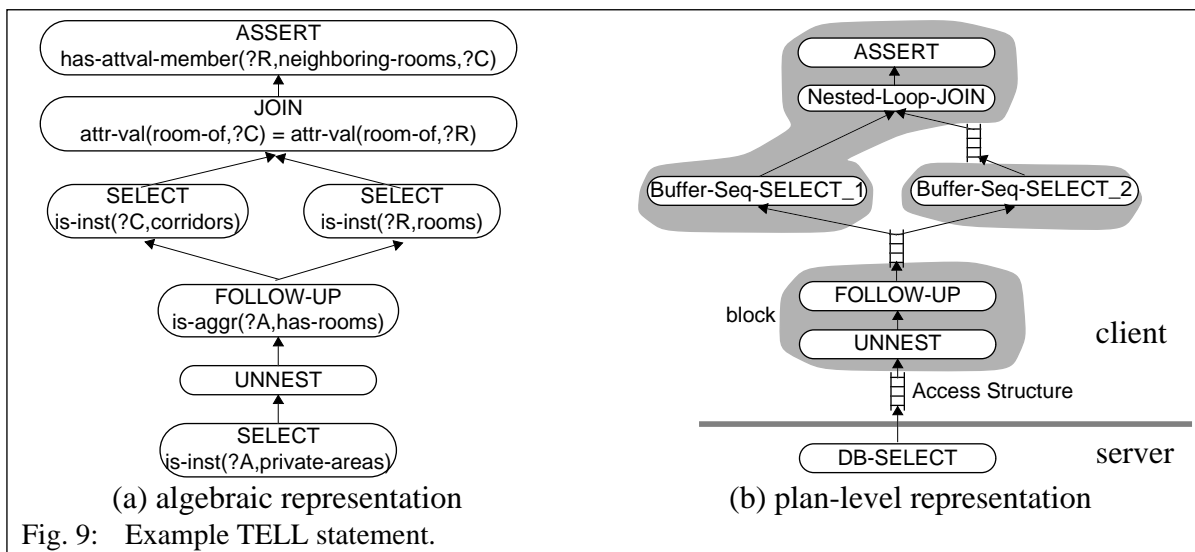 ASSERT
has-attval-member(?R,neighboring-rooms,?C)
JOIN
attr-val(room-of,?C) = attr-val(room-of,?R)
SELECT
is-inst(?C,corridors)
SELECT
is-inst(?R,rooms)
FOLLOW-UP
is-aggr(?A,has-rooms)
UNNEST
SELECT
is-inst(?A,private-areas)
(a) algebraic representation
ASSERT
Nested-Loop-JOIN
Buffer-Seq-SELECT_1
Buffer-Seq-SELECT_2
FOLLOW-UP
block
UNNEST
client
Access Structure
server
DB-SELECT
(b) plan-level representation
Fig. 9: Example TELL statement.